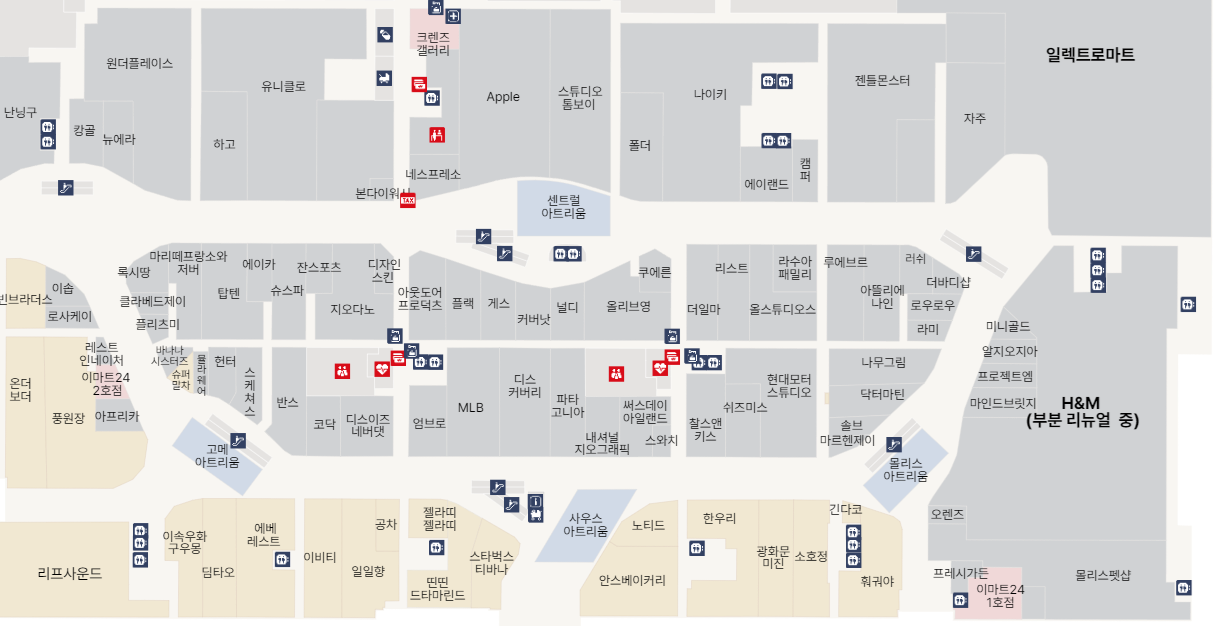 크렌즈
갤러리
원더플레이스
유니클로
Apple
스튜디오
톰보이
나이키
젠틀몬스터
일렉트로마트
난닝구
캉골
뉴에라
하고
폴더
자주
네스프레소
본다이워시
TAX
에이랜드
캠
퍼
센트럴
아트리움
빈브라더스
이솝
로사케이
록시땅
마리떼프랑소와
저버
에이카
잔스포츠
디자인
스킨
클라베드제이
탑텐
슈스파
플리츠미
지오다노
아웃도어
프로덕츠
플랙
게스
커버낫
널디
올리브영
쿠에른
리스트
라수아
패밀리
더일마
올스튜디오스
루에브르
러쉬
더바디샵
아뜰리에
나인
로우로우
라미
미니골드
알지오지아
프로젝트엠
마인드브릿지
H&M
(부분 리뉴얼 중)
온더
보더
풍원장
레스트
인네이처
이마트24
2호점
아프리카
바나나
시스터즈
슈퍼
말차
헌터
스
케
쳐
스
반스
코닥
디스이즈
네버댓
엄브로
MLB
디스
커버리
파타
고니아
내셔널
지오그래픽
써스데이
아일랜드
스와치
찰스앤
키스
쉬즈미스
현대모터
스튜디오
나무그림
닥터마틴
솔브
마르헨제이
고메
아트리움
몰리스
아트리움
리프사운드
이속우화
구우몽
딤타오
에베
레스트
이비티
공차
일일향
젤라띠
젤라띠
띤띤
드타마린드
스타벅스
티바나
사우스
아트리움
노티드
안스베이커리
한우리
광화문
미진
소호정
긴다코
훠궈야
오렌즈
프레시가든
이마트24
1호점
몰리스펫샵